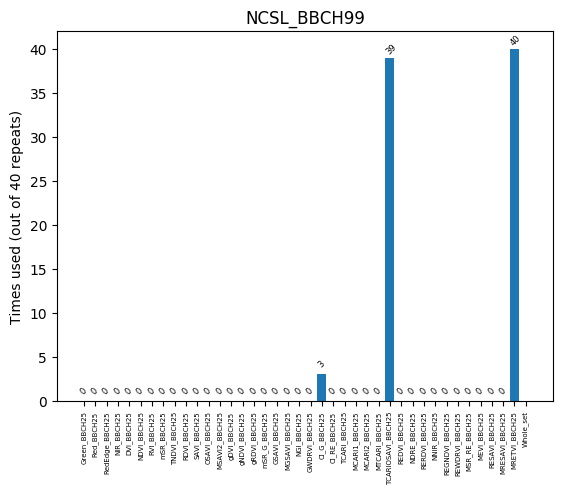 NCSL_BBCH99
Times used (out of 40 repeats)
40
35
30
25
20
15
10
5
0
0 0 0 0 0 0 0 0 0 0 0 0 0 0 0 0 0 0 0 0 0 3 0 0 0 0 0 39 0 0 0 0 0 0 0 0 0 0 40
Green_BBCH25
Red_BBCH25
RedEdge_BBCH25
NIR_BBCH25
DVI_BBCH25
NDVI_BBCH25
RVI_BBCH25
mSR_BBCH25
TNDVI_BBCH25
RDVI_BBCH25
SAVI_BBCH25
OSAVI_BBCH25
MSAVI2_BBCH25
gDVI_BBCH25
gNDVI_BBCH25
gRDVI_BBCH25
mSR_G_BBCH25
GSAVI_BBCH25
MGSAVI_BBCH25
NGI_BBCH25
GWDRVI_BBCH25
CI_G_BBCH25
CI_RE_BBCH25
TCARI_BBCH25
MCARI1_BBCH25
MCARI2_BBCH25
MTCARI_BBCH25
TCARIOSAVI_BBCH25
REDVI_BBCH25
NDRE_BBCH25
RERDVI_BBCH25
NNIR_BBCH25
REGNDVI_BBCH25
REWDRVI_BBCH25
MSR_RE_BBCH25
MEVI_BBCH25
RESAVI_BBCH25
MRESAVI_BBCH25
MRETVI_BBCH25
Whole_set